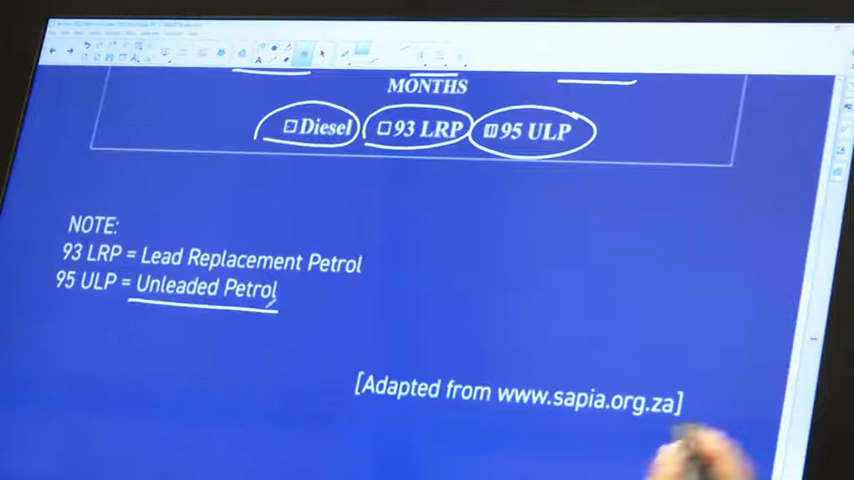 MONTHS
Diesel 93 LRP 95 ULP
NOTE:
93 LRP = Lead Replacement Petrol
95 ULP = Unleaded Petrol
[Adapted from www.sapia.org.za]